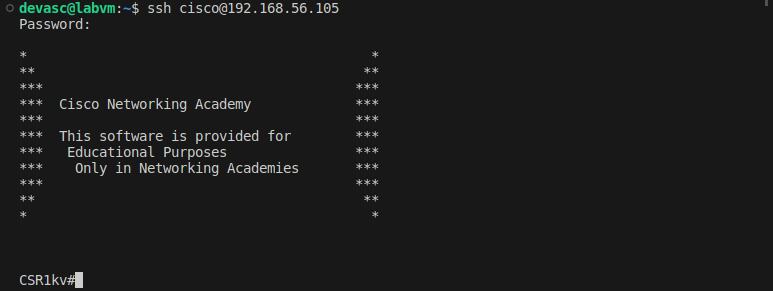 devasc@labvm:~$ ssh cisco@192.168.56.105
Password:
*                                           *
**                                         **
***                                       ***
***  Cisco Networking Academy             ***
***                                       ***
***  This software is provided for        ***
***   Educational Purposes                ***
***    Only in Networking Academies       ***
***                                       ***
**                                         **
*                                           *
CSR1kv#